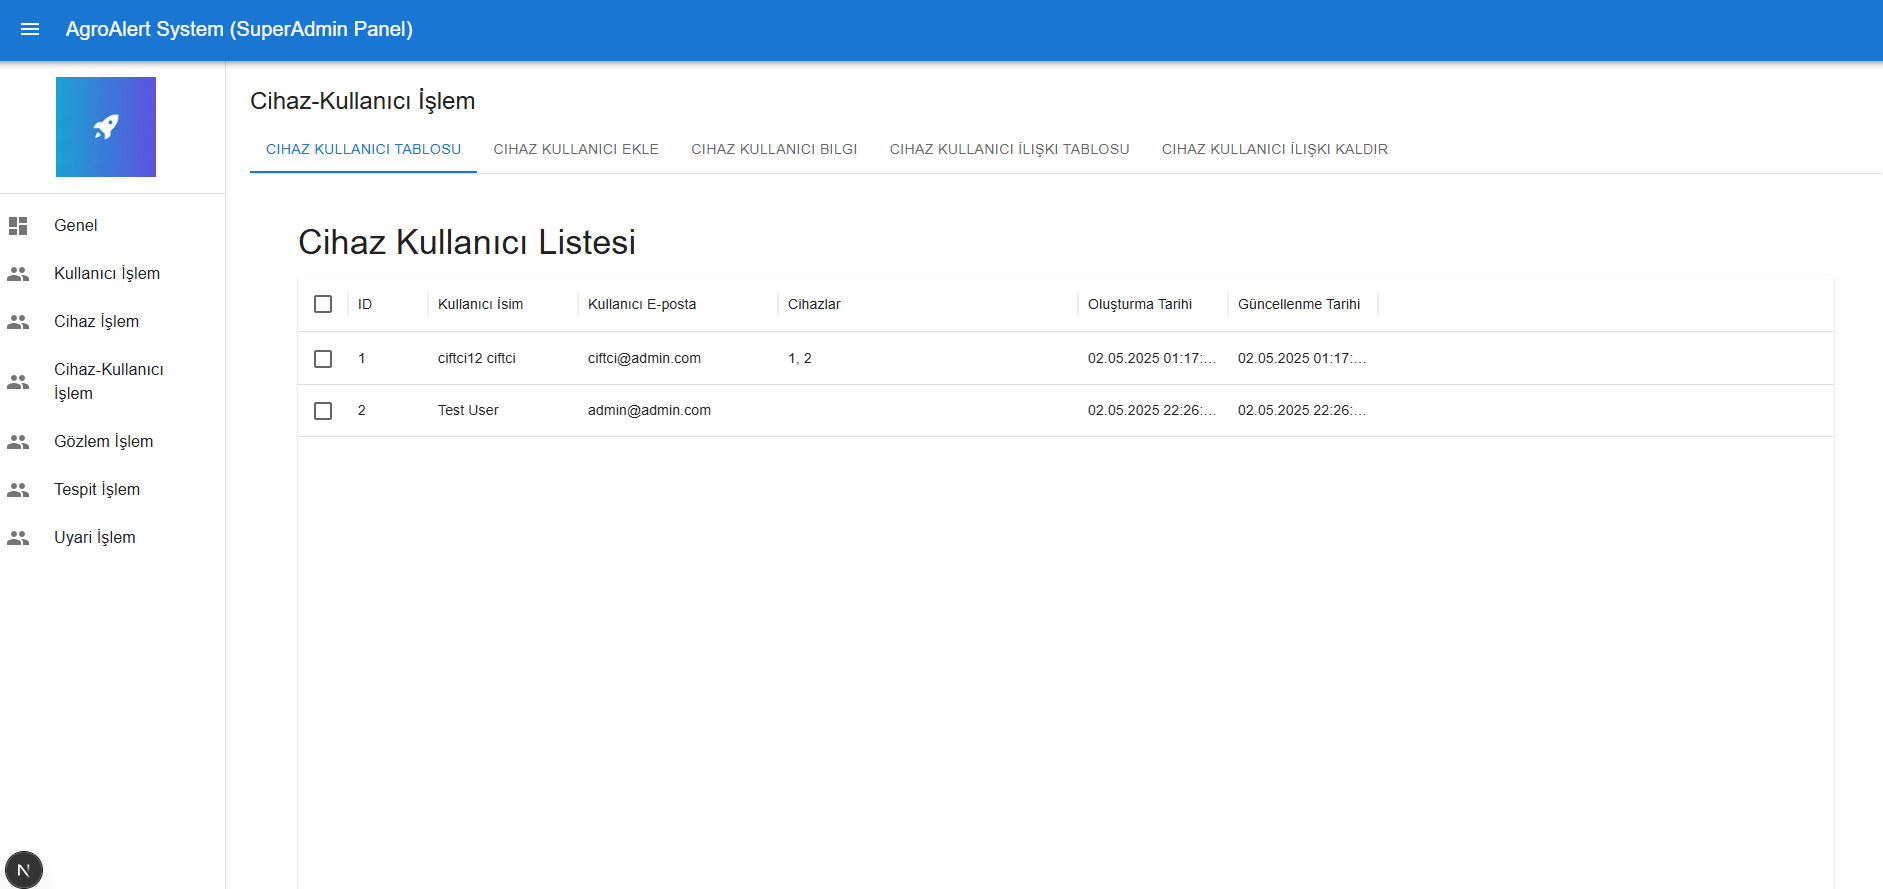 AgroAlert System (SuperAdmin Panel)
Genel
Kullanıcı İşlem
Cihaz İşlem
Cihaz-Kullanıcı
İşlem
Gözlem İşlem
Tespit İşlem
Uyari İşlem
N
Cihaz-Kullanıcı İşlem
CIHAZ KULLANICI TABLOSU CIHAZ KULLANICI EKLE CIHAZ KULLANICI BILGI CIHAZ KULLANICI İLIŞKI TABLOSU CIHAZ KULLANICI İLIŞKI KALDIR
Cihaz Kullanıcı Listesi
ID Kullanıcı İsim Kullanıcı E-posta Cihazlar Oluşturma Tarihi Güncellenme Tarihi
1 ciftci12 ciftci ciftci@admin.com 1, 2 02.05.2025 01:17:... 02.05.2025 01:17:...
2 Test User admin@admin.com 02.05.2025 22:26:... 02.05.2025 22:26:...